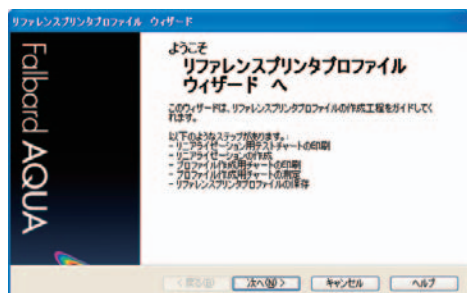 リファレンスプリンタプロファイル ウィザード
Falbard AQUA
ようこそ
リファレンスプリンタプロファイル
ウィザード へ
このウィザードは、リファレンスプリンタプロファイルの作成工程をガイドしてく
れます。
以下のようなステップがあります。:
- リニアライゼーション用テストチャートの印刷
- リニアライゼーションの作成
- プロファイル作成用チャートの印刷
- プロファイル作成用チャートの測定
- リファレンスプリンタプロファイルの保存
< 戻る(B)
次へ(N) >
キャンセル
ヘルプ